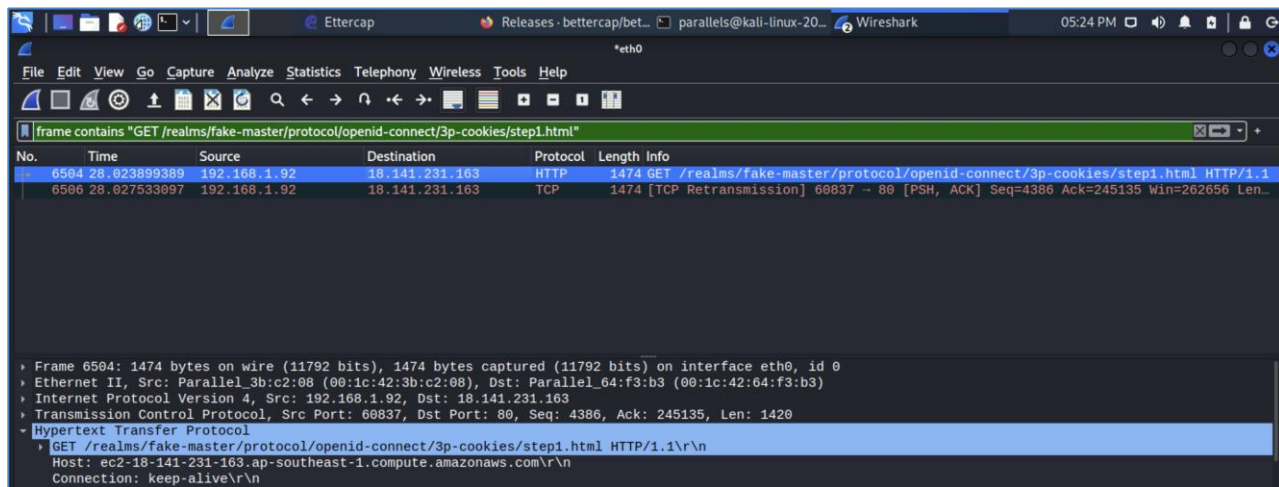 Ettercap Releases · bettercap/bet... parallels@kali-linux-20... Wireshark 05:24 PM
*eth0
File Edit View Go Capture Analyze Statistics Telephony Wireless Tools Help
frame contains "GET /realms/fake-master/protocol/openid-connect/3p-cookies/step1.html"
No. Time Source Destination Protocol Length Info
6504 28.023899389 192.168.1.92 18.141.231.163 HTTP 1474 GET /realms/fake-master/protocol/openid-connect/3p-cookies/step1.html HTTP/1.1
6506 28.027533097 192.168.1.92 18.141.231.163 TCP 1474 [TCP Retransmission] 60837 → 80 [PSH, ACK] Seq=4386 Ack=245135 Win=262656 Len...
Frame 6504: 1474 bytes on wire (11792 bits), 1474 bytes captured (11792 bits) on interface eth0, id 0
Ethernet II, Src: Parallel_3b:c2:08 (00:1c:42:3b:c2:08), Dst: Parallel_64:f3:b3 (00:1c:42:64:f3:b3)
Internet Protocol Version 4, Src: 192.168.1.92, Dst: 18.141.231.163
Transmission Control Protocol, Src Port: 60837, Dst Port: 80, Seq: 4386, Ack: 245135, Len: 1420
Hypertext Transfer Protocol
GET /realms/fake-master/protocol/openid-connect/3p-cookies/step1.html HTTP/1.1\r\n
Host: ec2-18-141-231-163.ap-southeast-1.compute.amazonaws.com\r\n
Connection: keep-alive\r\n